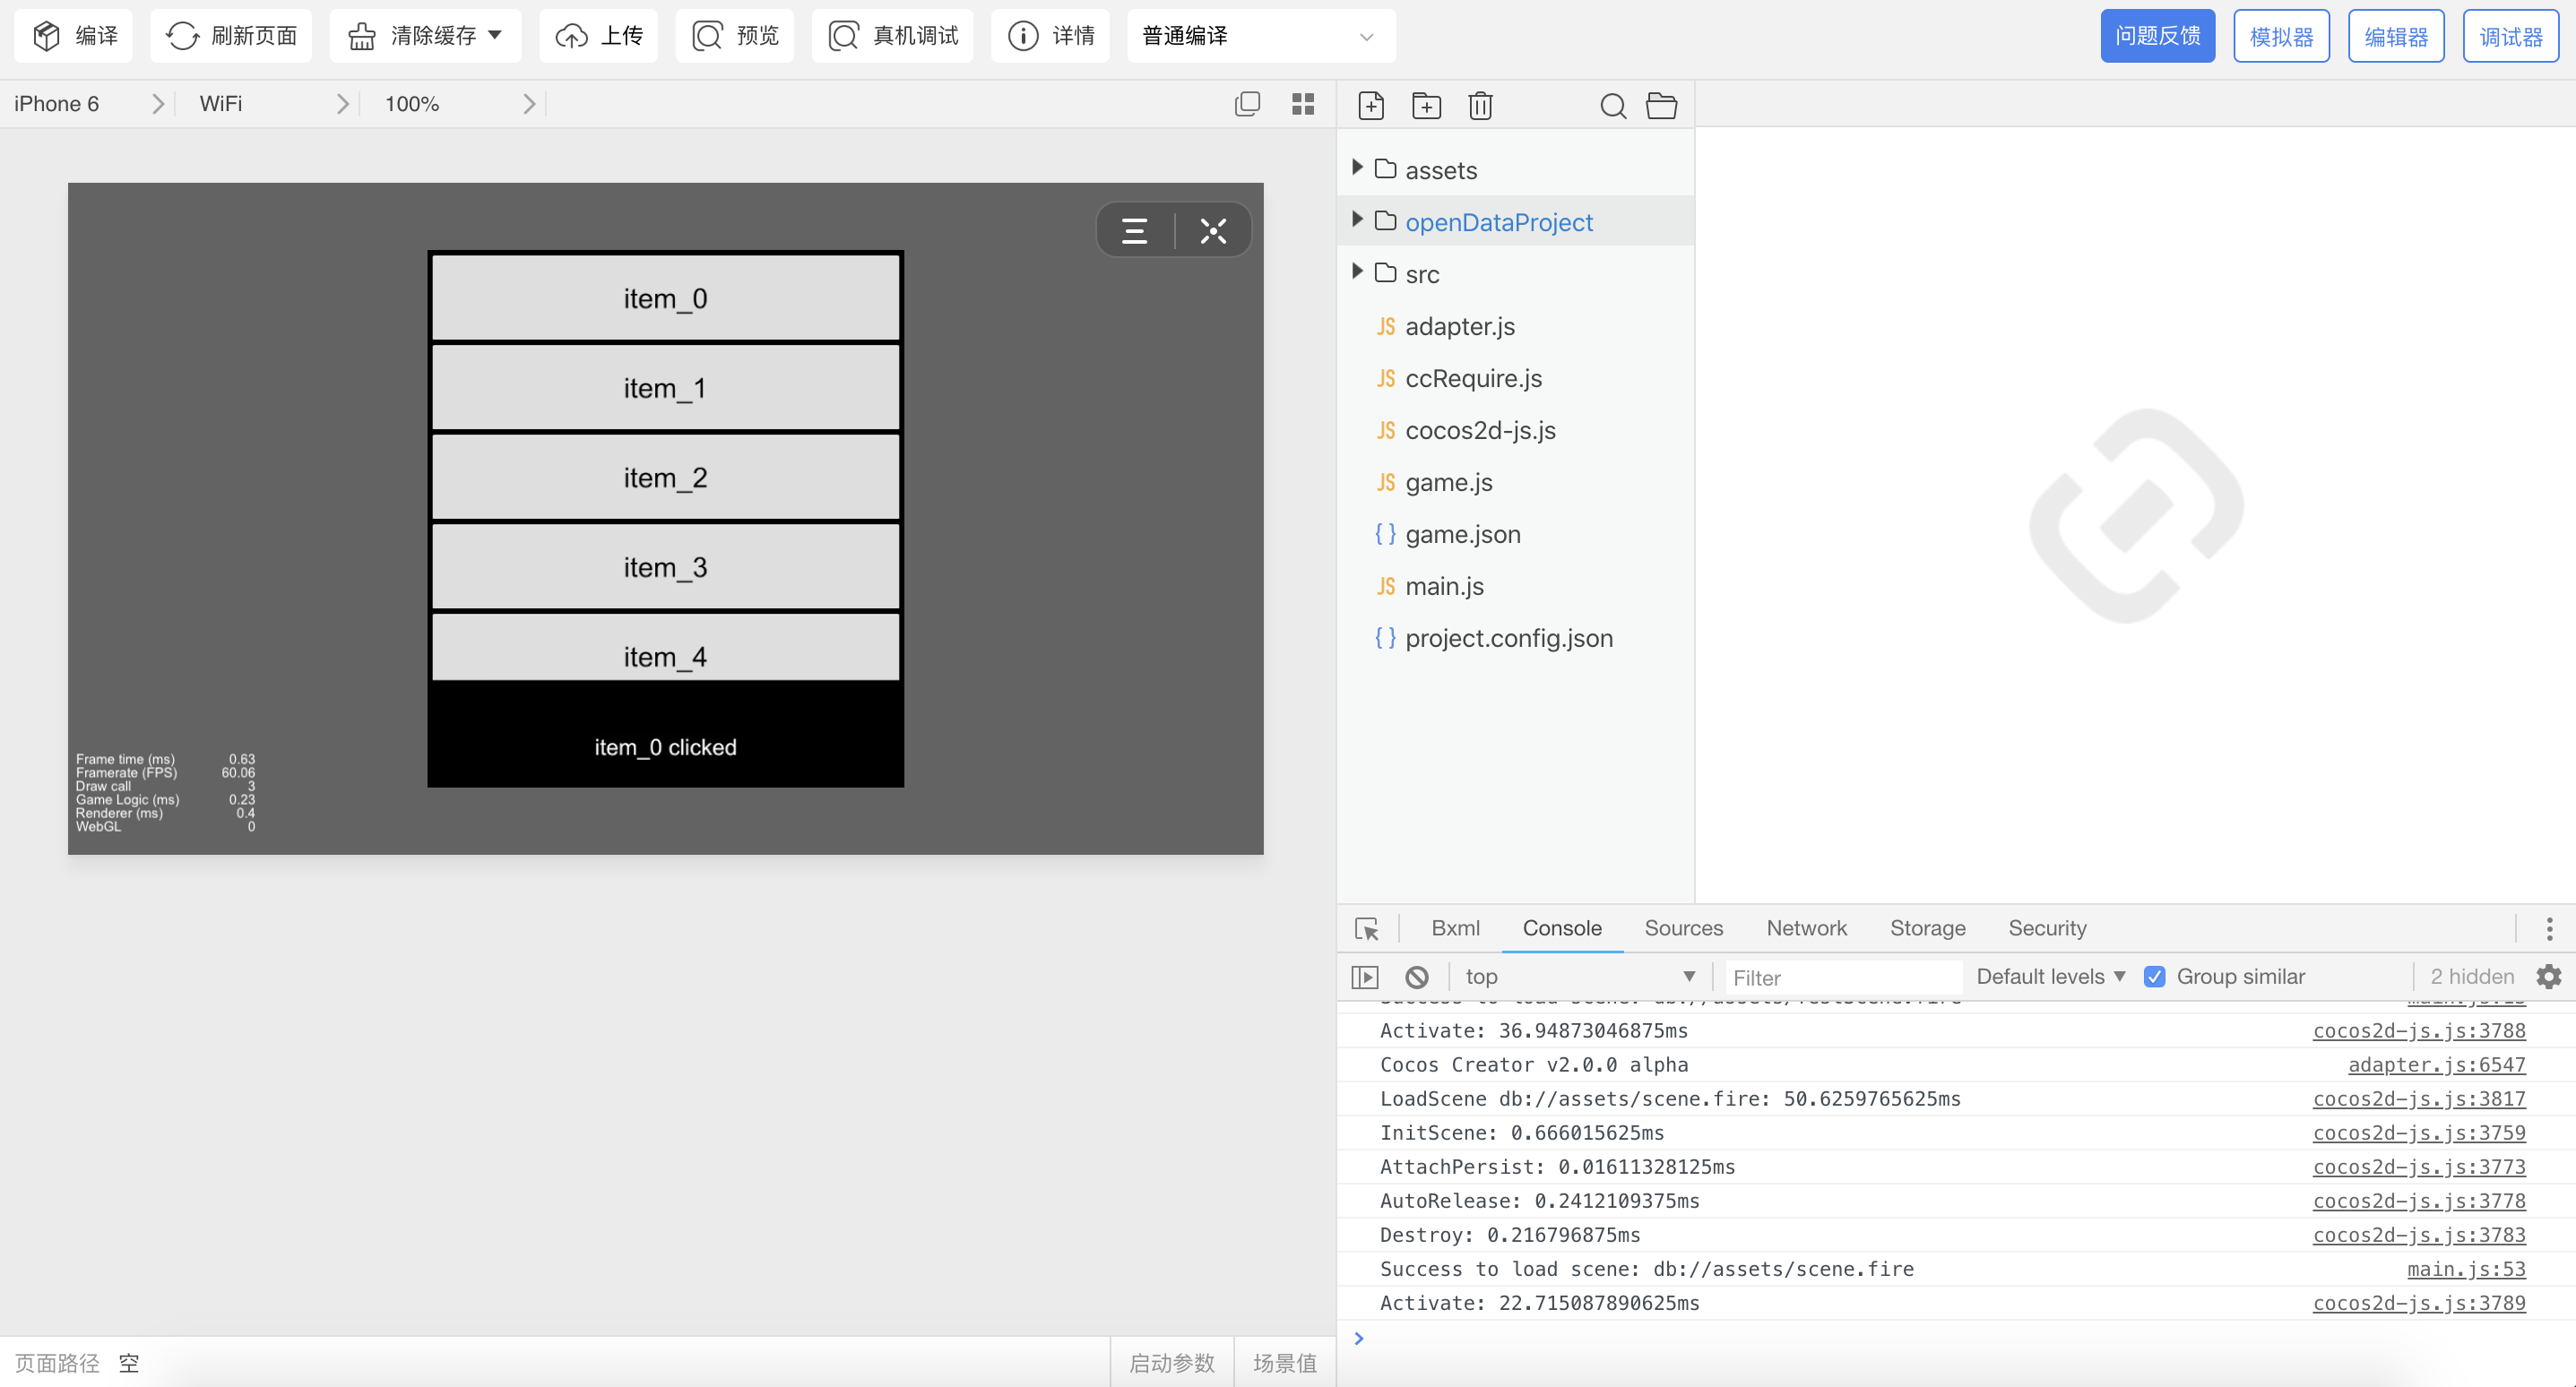 编译 刷新页面 清除缓存 上传 预览 真机调试 详情 普通编译 问题反馈 模拟器 编辑器 调试器
iPhone 6 WiFi 100%
item_0
item_1
item_2
item_3
item_4
item_0 clicked
Frame time (ms) 0.63
Framerate (FPS) 60.06
Draw call 3
Game Logic (ms) 0.23
Renderer (ms) 0.4
WebGL 0
页面路径 空 启动参数 场景值
assets
openDataProject
src
JS adapter.js
JS ccRequire.js
JS cocos2d-js.js
JS game.js
{ } game.json
JS main.js
{ } project.config.json
Bxml Console Sources Network Storage Security
top Filter Default levels Group similar 2 hidden
Success to load scene: db://assets/
Activate: 36.94873046875ms cocos2d-js.js:3788
Cocos Creator v2.0.0 alpha adapter.js:6547
LoadScene db://assets/scene.fire: 50.6259765625ms cocos2d-js.js:3817
InitScene: 0.666015625ms cocos2d-js.js:3759
AttachPersist: 0.01611328125ms cocos2d-js.js:3773
AutoRelease: 0.2412109375ms cocos2d-js.js:3778
Destroy: 0.216796875ms cocos2d-js.js:3783
Success to load scene: db://assets/scene.fire main.js:53
Activate: 22.715087890625ms cocos2d-js.js:3789